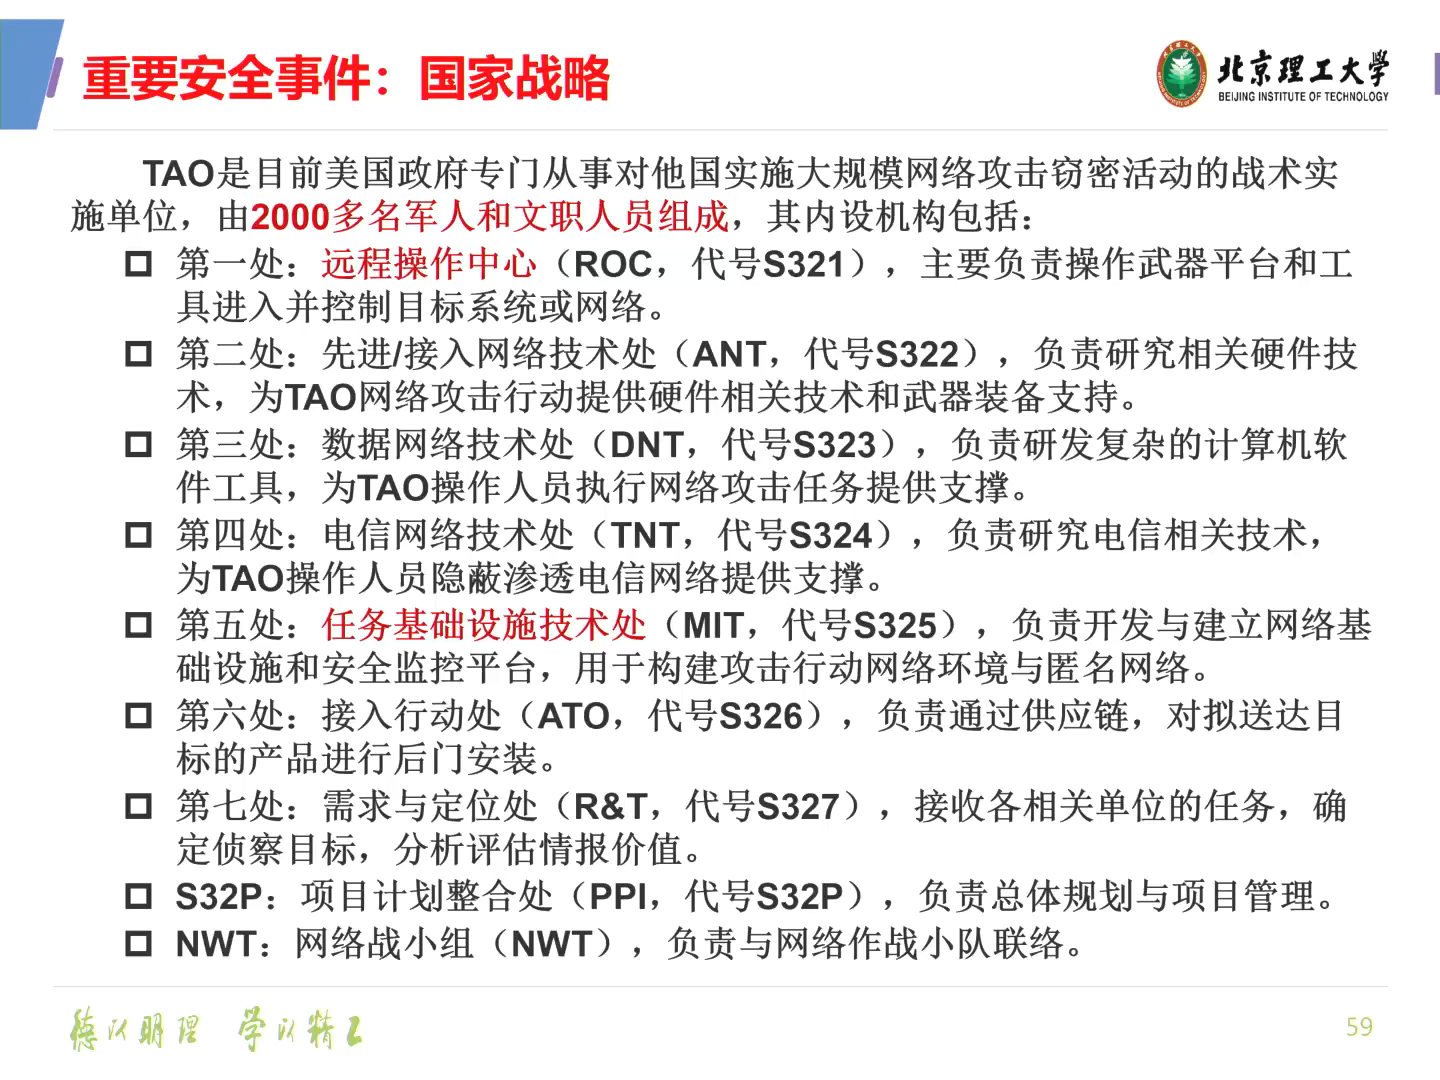 重要安全事件：国家战略
北京理工大学
BEIJING INSTITUTE OF TECHNOLOGY
TAO是目前美国政府专门从事对他国实施大规模网络攻击窃密活动的战术实
施单位，由2000多名军人和文职人员组成，其内设机构包括：
第一处：远程操作中心（ROC，代号S321），主要负责操作武器平台和工
具进入并控制目标系统或网络。
第二处：先进/接入网络技术处（ANT，代号S322），负责研究相关硬件技
术，为TAO网络攻击行动提供硬件相关技术和武器装备支持。
第三处：数据网络技术处（DNT，代号S323），负责研发复杂的计算机软
件工具，为TAO操作人员执行网络攻击任务提供支撑。
第四处：电信网络技术处（TNT，代号S324），负责研究电信相关技术，
为TAO操作人员隐蔽渗透电信网络提供支撑。
第五处：任务基础设施技术处（MIT，代号S325），负责开发与建立网络基
础设施和安全监控平台，用于构建攻击行动网络环境与匿名网络。
第六处：接入行动处（ATO，代号S326），负责通过供应链，对拟送达目
标的产品进行后门安装。
第七处：需求与定位处（R&T，代号S327），接收各相关单位的任务，确
定侦察目标，分析评估情报价值。
S32P：项目计划整合处（PPI，代号S32P），负责总体规划与项目管理。
NWT：网络战小组（NWT），负责与网络作战小队联络。
德以明理 学以精工
59